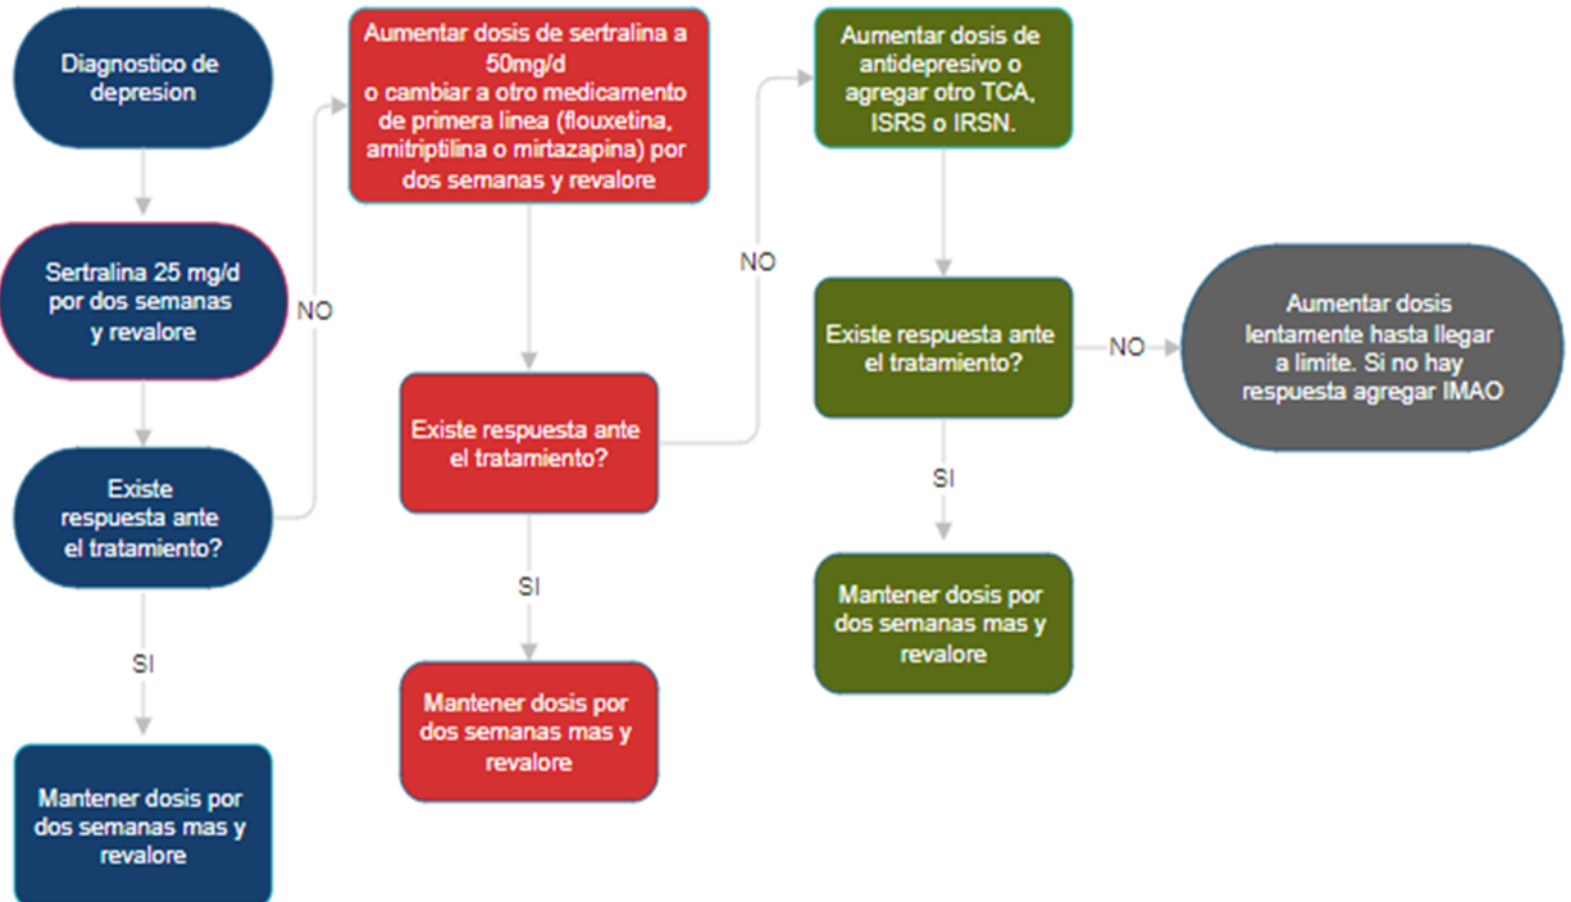 Diagnostico de
depresion
Sertralina 25 mg/d
por dos semanas
y revalore
Existe
respuesta ante
el tratamiento?
SI
Mantener dosis por
dos semanas mas y
revalore
NO
Aumentar dosis de sertralina a
50mg/d
o cambiar a otro medicamento
de primera linea (flouxetina,
amitriptilina o mirtazapina) por
dos semanas y revalore
Existe respuesta ante
el tratamiento?
SI
Mantener dosis por
dos semanas mas y
revalore
NO
Aumentar dosis de
antidepresivo o
agregar otro TCA,
ISRS o IRSN.
Existe respuesta ante
el tratamiento?
SI
Mantener dosis por
dos semanas mas y
revalore
NO
Aumentar dosis
lentamente hasta llegar
a limite. Si no hay
respuesta agregar IMAO